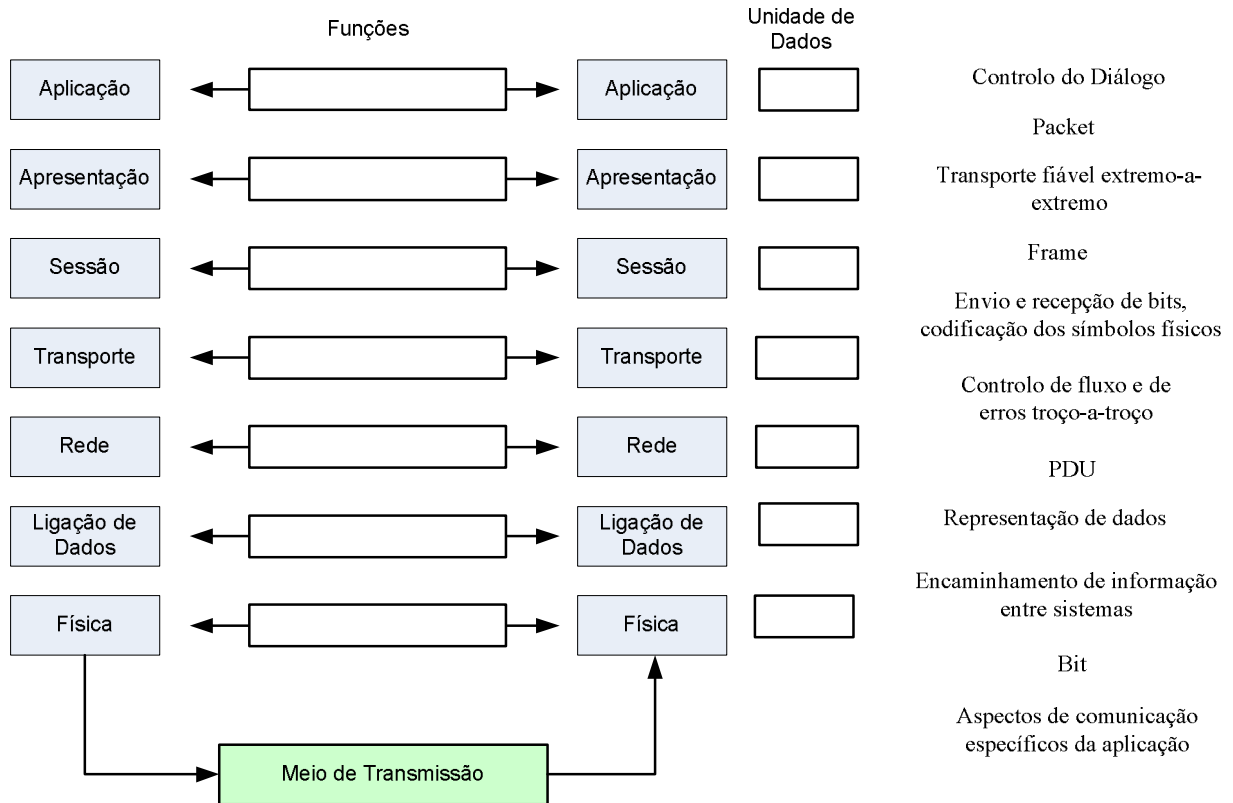 Funções
Unidade de
Dados
Aplicação
Aplicação
Apresentação
Apresentação
Sessão
Sessão
Transporte
Transporte
Rede
Rede
Ligação de
Dados
Ligação de
Dados
Física
Física
Meio de Transmissão
Controlo do Diálogo
Packet
Transporte fiável extremo-a-
extremo
Frame
Envio e recepção de bits,
codificação dos símbolos físicos
Controlo de fluxo e de
erros troço-a-troço
PDU
Representação de dados
Encaminhamento de informação
entre sistemas
Bit
Aspectos de comunicação
específicos da aplicação